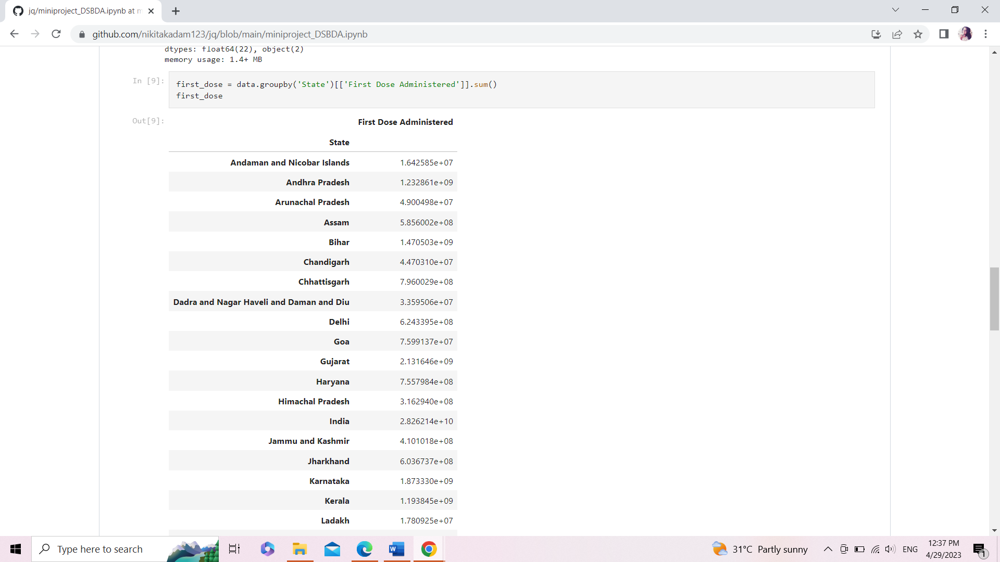 jq/miniproject_DSBDA.ipynb at m
github.com/nikitakadam123/jq/blob/main/miniproject_DSBDA.ipynb
dtypes: float64(22), object(2)
memory usage: 1.4+ MB
In [9]:
first_dose = data.groupby('State')[['First Dose Administered']].sum()
first_dose
Out[9]:
First Dose Administered
State
Andaman and Nicobar Islands 1.642585e+07
Andhra Pradesh 1.232861e+09
Arunachal Pradesh 4.900498e+07
Assam 5.856002e+08
Bihar 1.470503e+09
Chandigarh 4.470310e+07
Chhattisgarh 7.960029e+08
Dadra and Nagar Haveli and Daman and Diu 3.359506e+07
Delhi 6.243395e+08
Goa 7.599137e+07
Gujarat 2.131646e+09
Haryana 7.557984e+08
Himachal Pradesh 3.162940e+08
India 2.826214e+10
Jammu and Kashmir 4.101018e+08
Jharkhand 6.036737e+08
Karnataka 1.873330e+09
Kerala 1.193845e+09
Ladakh 1.780925e+07
Type here to search
31°C Partly sunny
ENG
12:37 PM
4/29/2023
1